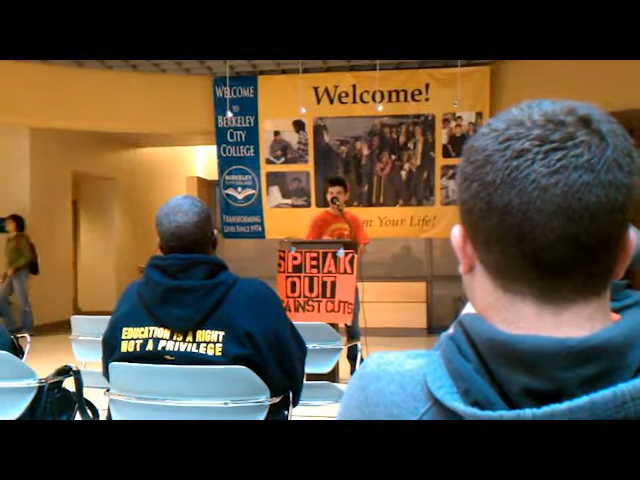 WELCOME
TO
BERKELEY
CITY
COLLEGE
BERKELEY
TRANSFORMING
LIVES SINCE 1974
Welcome!
m Your Life!
SPEAK
OUT
AGAINST CUTS
EDUCATION IS A RIGHT
NOT A PRIVILEGE